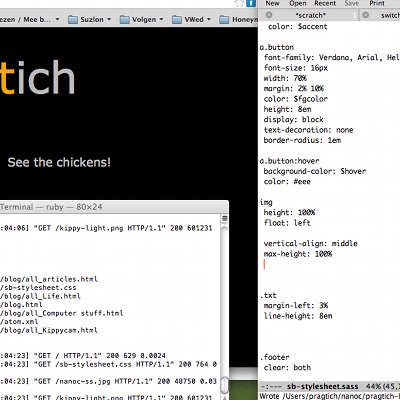 ezen / Mee b... Suzlon Volgen VWed Honeymo
tich
See the chickens!
Terminal — ruby — 80×24
:04:06] "GET /kippy-light.png HTTP/1.1" 200 601231
/blog/all_articles.html
/sb-stylesheet.css
/blog/all_Life.html
/blog.html
/blog/all_Computer stuff.html
/atom.xml
/blog/all_Kippycam.html
:04:23] "GET / HTTP/1.1" 200 629 0.0024
:04:23] "GET /sb-stylesheet.css HTTP/1.1" 200 764 0
:04:23] "GET /nanoc-ss.jpg HTTP/1.1" 200 48750 0.03
:04:23] "GET /kippy-light.png HTTP/1.1" 200 601231
New Open Recent Save Print
*scratch* switch
color: $accent
a.button
font-family: Verdana, Arial, Hel
font-size: 16px
width: 70%
margin: 2% 10%
color: $fgcolor
height: 8em
display: block
text-decoration: none
border-radius: 1em
a.button:hover
background-color: $hover
color: #eee
img
height: 100%
float: left
vertical-align: middle
max-height: 100%
.txt
margin-left: 3%
line-height: 8em
.footer
clear: both
-:--- sb-stylesheet.sass 44% (45,
Wrote /Users/pragtich/nanoc/pragtich-b